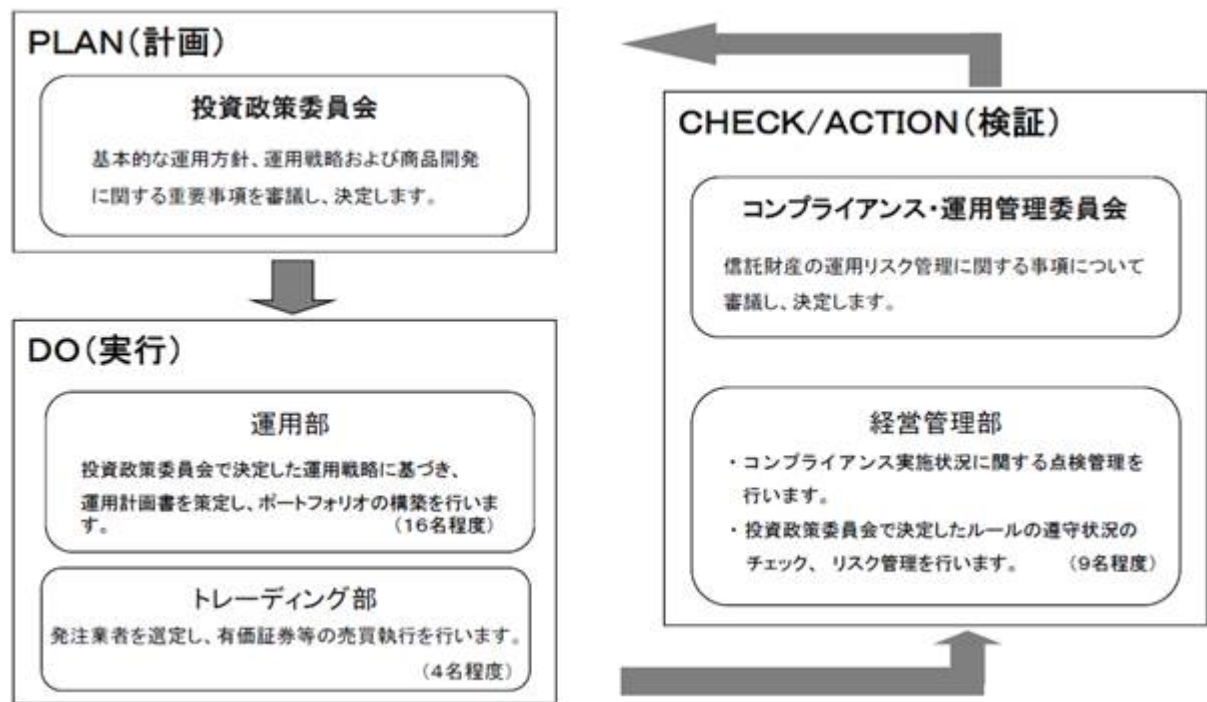 PLAN(計画)
投資政策委員会
基本的な運用方針、運用戦略および商品開発
に関する重要事項を審議し、決定します。
DO(実行)
運用部
投資政策委員会で決定した運用戦略に基づき、
運用計画書を策定し、ポートフォリオの構築を行いま
す。 (16名程度)
トレーディング部
発注業者を選定し、有価証券等の売買執行を行います。
(4名程度)
CHECK/ACTION(検証)
コンプライアンス・運用管理委員会
信託財産の運用リスク管理に関する事項について
審議し、決定します。
経営管理部
・コンプライアンス実施状況に関する点検管理を
行います。
・投資政策委員会で決定したルールの遵守状況の
チェック、リスク管理を行います。 (9名程度)